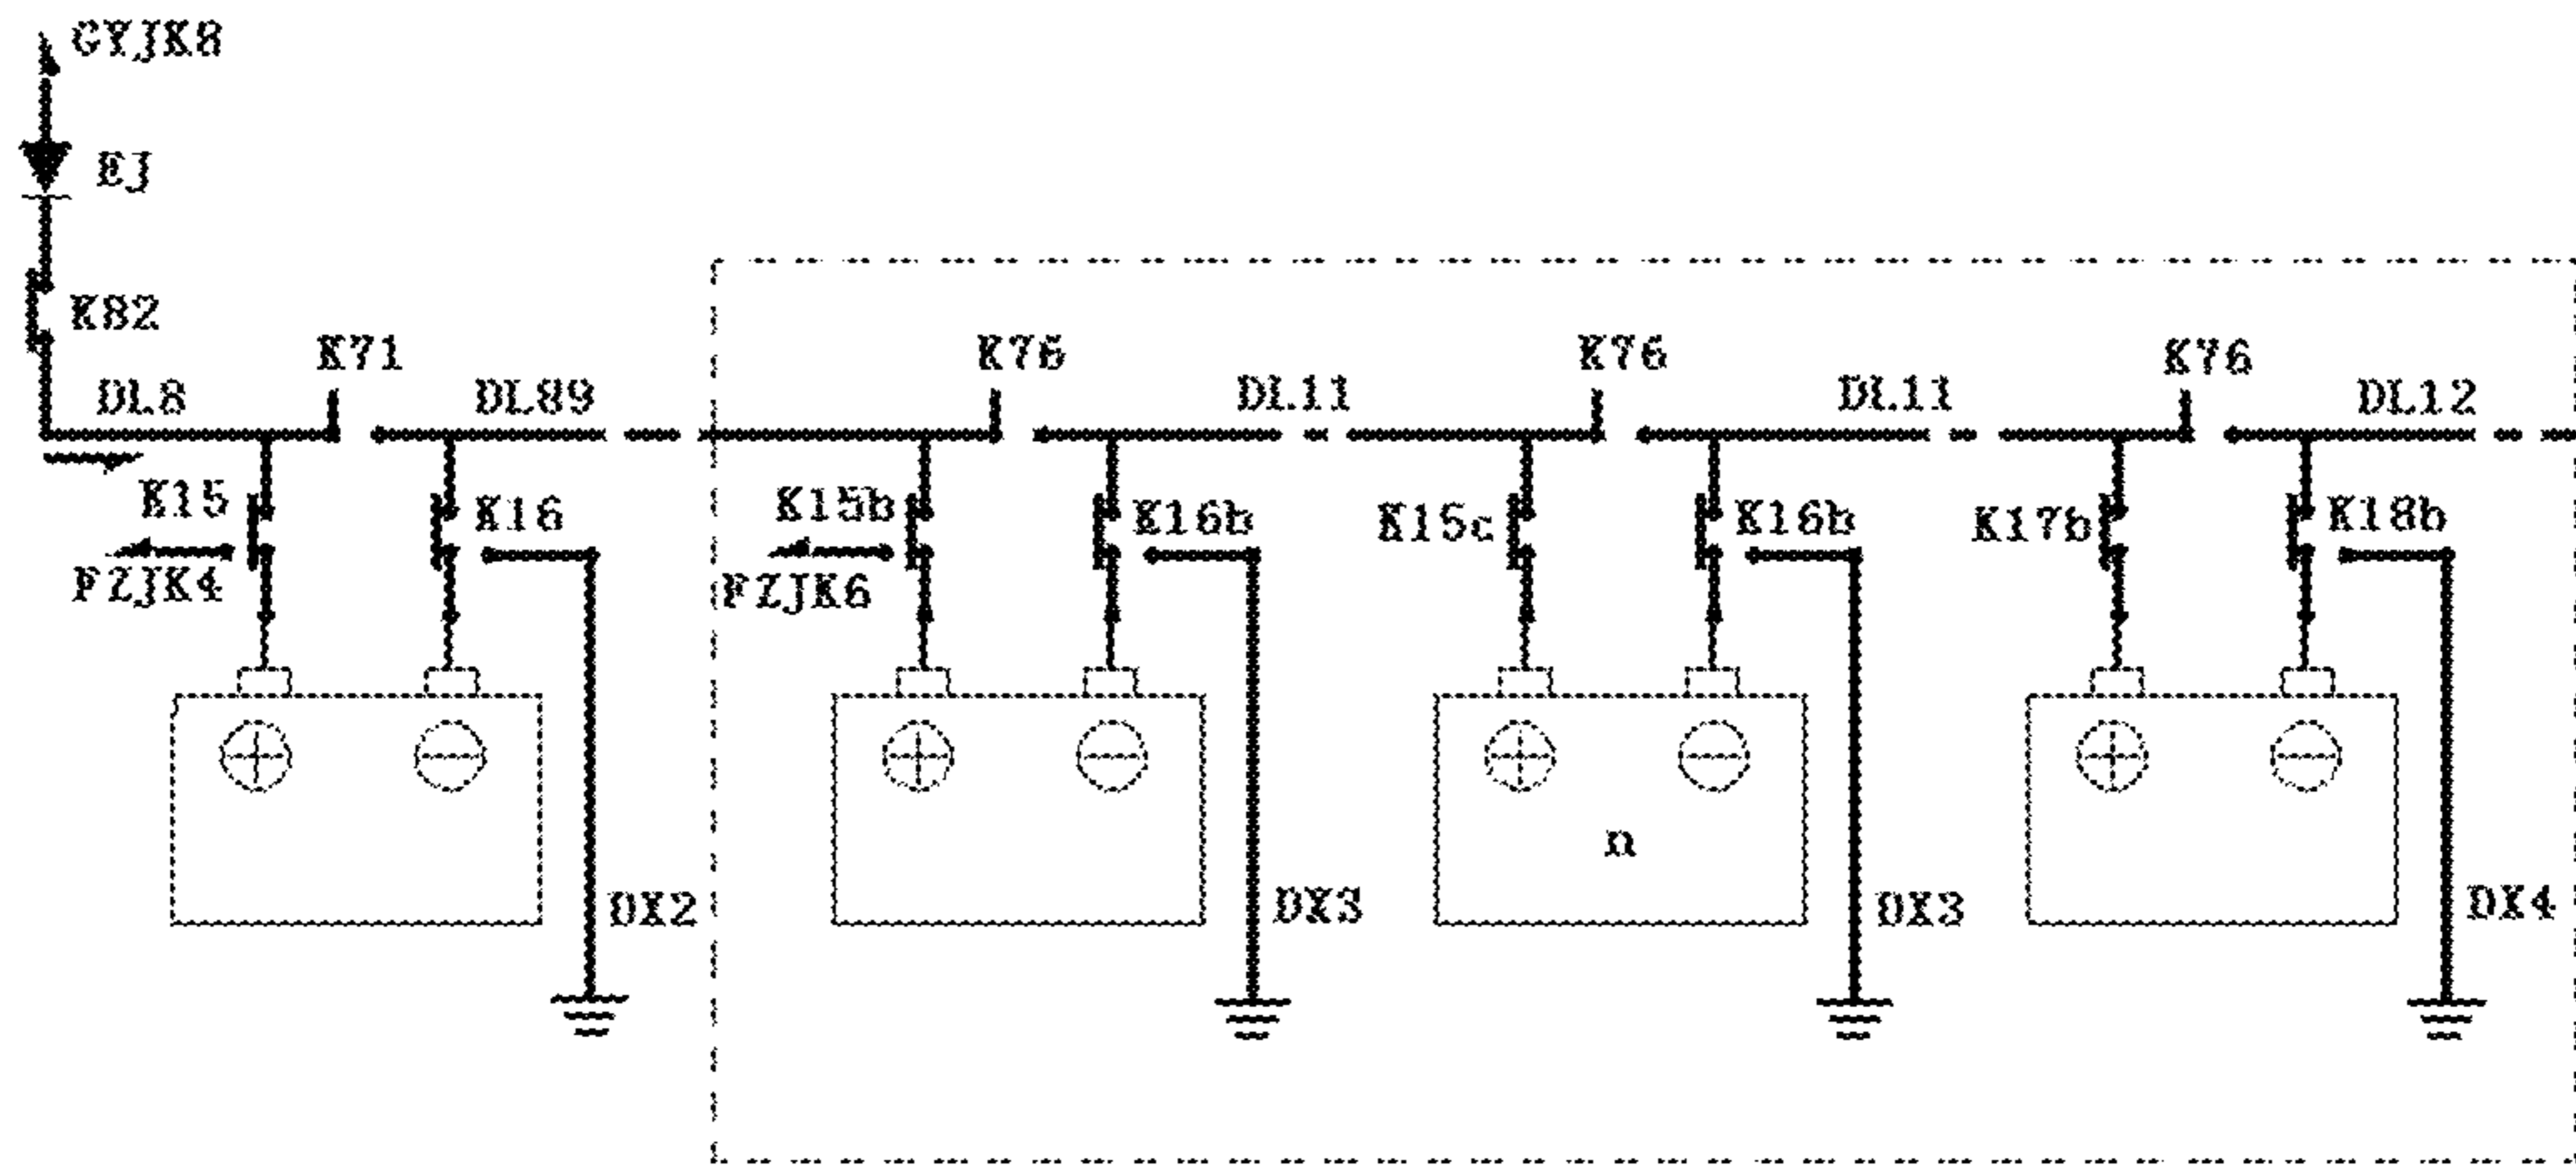 GYJK8
EJ
K82
K71 K76 K76 K76
DL8 DL89 DL11 DL11 DL12
K15 K16 K15b K16b K15c K16b K17b K18b
FZJK4 FZJK6
n
DX2 DX3 DX3 DX4